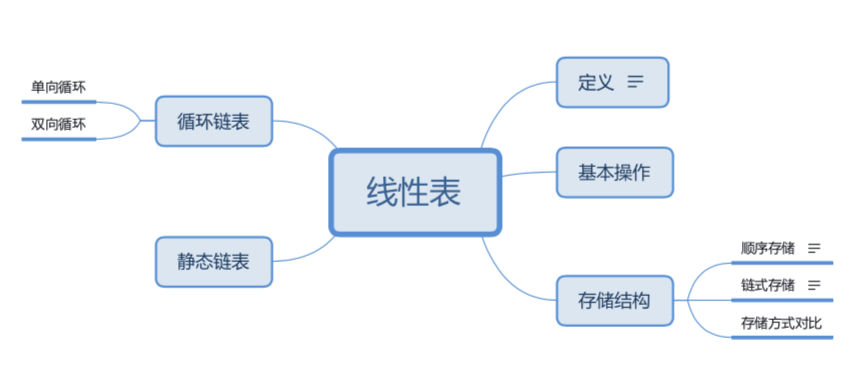 线性表
定义
基本操作
存储结构
顺序存储
链式存储
存储方式对比
循环链表
单向循环
双向循环
静态链表